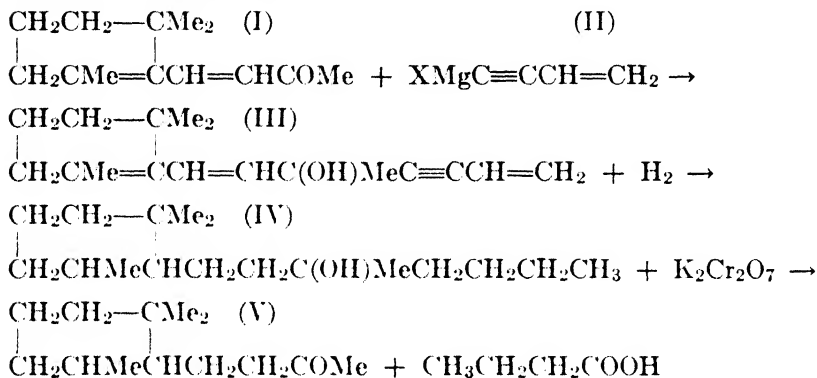 CH₂CH₂—CMe₂ (I) (II)
CH₂CMe=CCH=CHCOMe + XMgC≡CCH=CH₂ →
CH₂CH₂—CMe₂ (III)
CH₂CMe=CCH=CHC(OH)MeC≡CCH=CH₂ + H₂ →
CH₂CH₂—CMe₂ (IV)
CH₂CHMeCHCH₂CH₂C(OH)MeCH₂CH₂CH₂CH₃ + K₂Cr₂O₇ →
CH₂CH₂—CMe₂ (V)
CH₂CHMeCHCH₂CH₂COMe + CH₃CH₂CH₂COOH